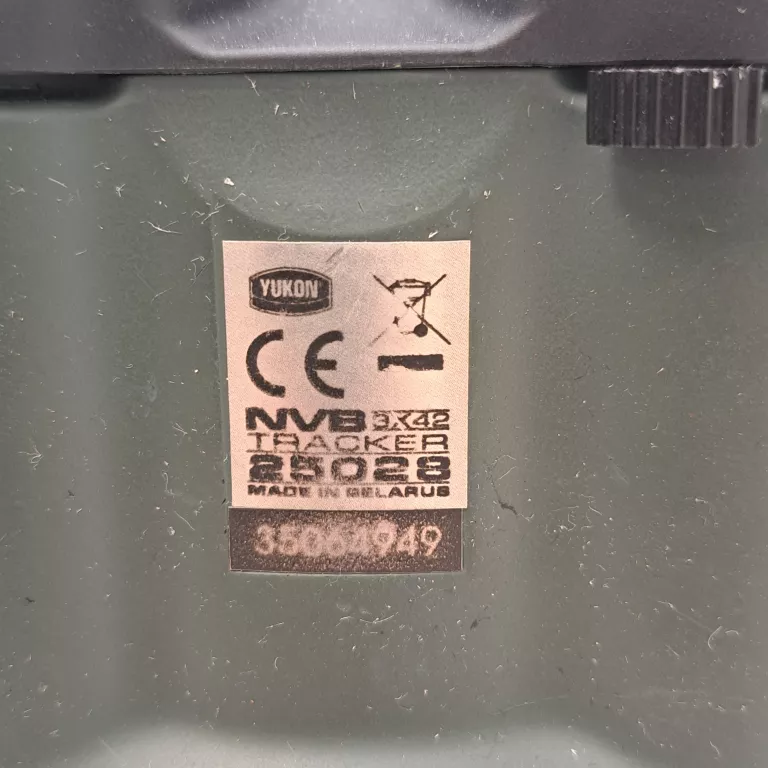 YUKON
CE
NVB 3X42
TRACKER
25028
MADE IN BELARUS
35064949